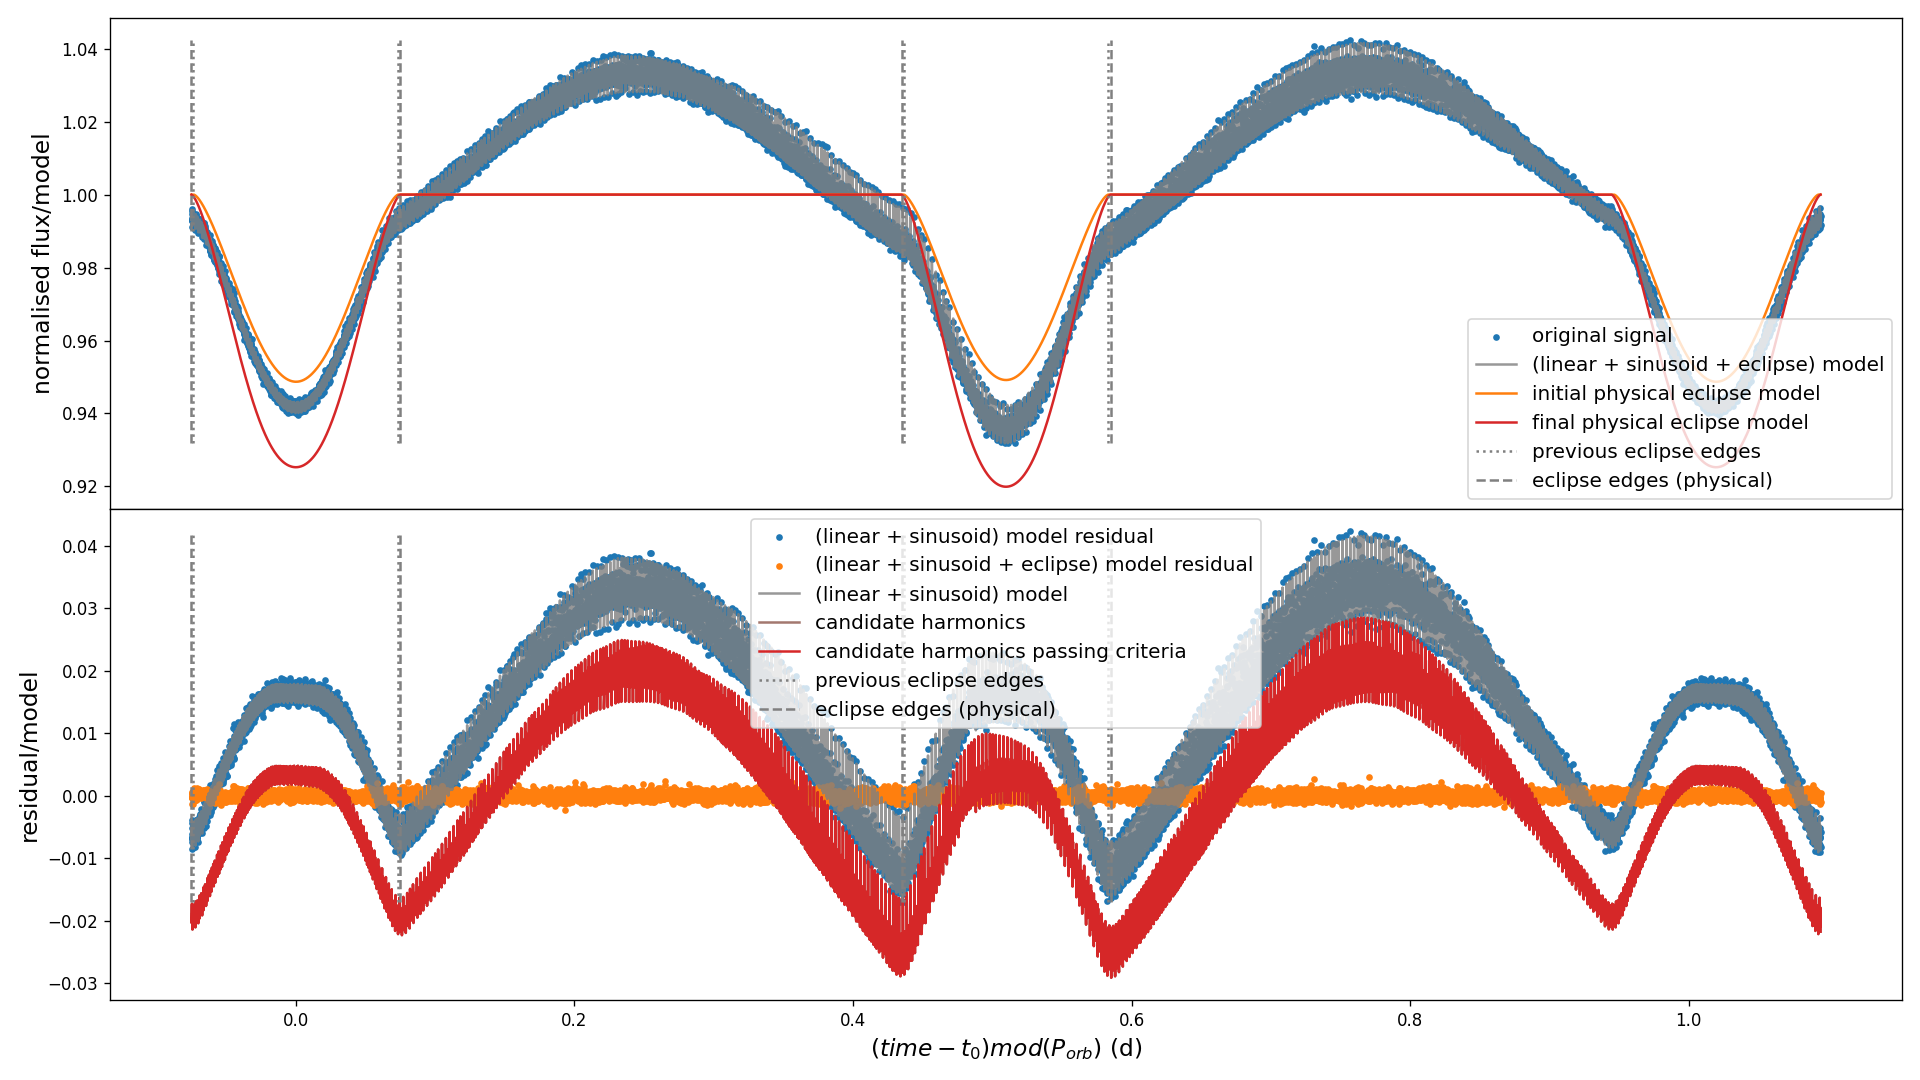 normalised flux/model
1.04
1.02
1.00
0.98
0.96
0.94
0.92
original signal
(linear + sinusoid + eclipse) model
initial physical eclipse model
final physical eclipse model
previous eclipse edges
eclipse edges (physical)
residual/model
0.04
0.03
0.02
0.01
0.00
−0.01
−0.02
−0.03
(linear + sinusoid) model residual
(linear + sinusoid + eclipse) model residual
(linear + sinusoid) model
candidate harmonics
candidate harmonics passing criteria
previous eclipse edges
eclipse edges (physical)
0.0 0.2 0.4 0.6 0.8 1.0
(time − t₀)mod(P_orb) (d)